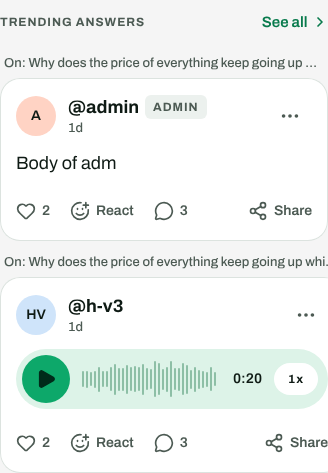 TRENDING ANSWERS See all
On: Why does the price of everything keep going up ...
A @admin ADMIN
1d
Body of adm
2 React 3 Share
On: Why does the price of everything keep going up whi.
HV @h-v3
1d
0:20 1x
2 React 3 Share